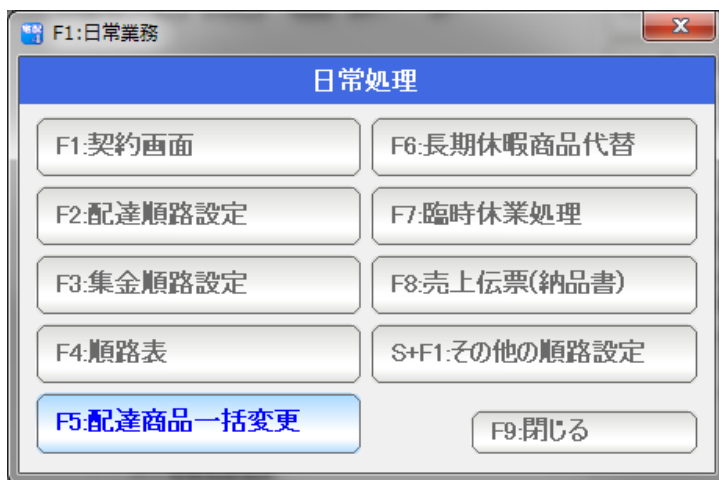 F1:日常業務
日常処理
F1:契約画面
F2:配達順路設定
F3:集金順路設定
F4:順路表
F5:配達商品一括変更
F6:長期休暇商品代替
F7:臨時休業処理
F8:売上伝票(納品書)
S+F1:その他の順路設定
F9:閉じる